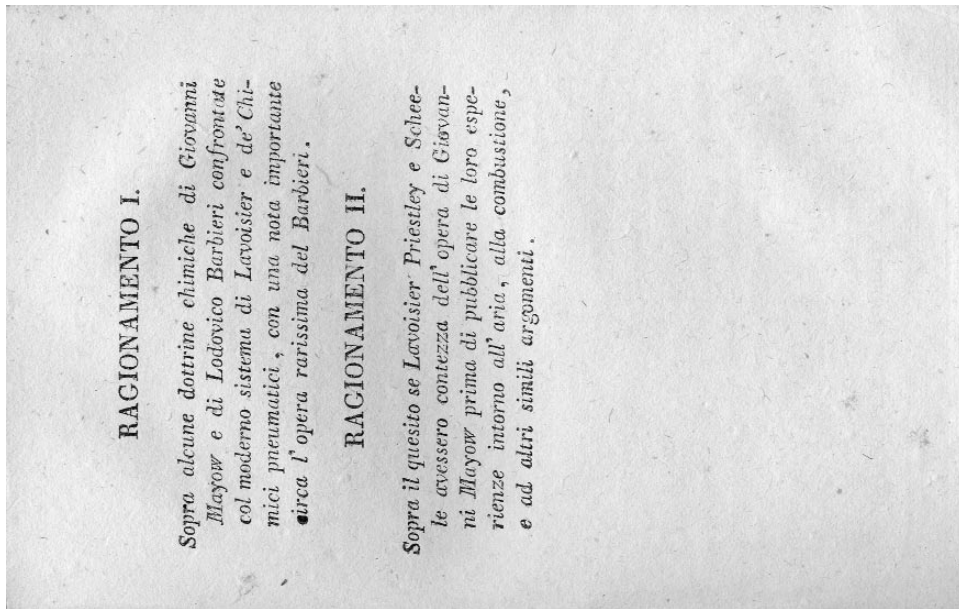 RAGIONAMENTO I.
Sopra alcune dottrine chimiche di Giovanni
Mayow e di Lodovico Barbieri confrontate
col moderno sistema di Lavoisier e de' Chi-
mici pneumatici, con una nota importante
circa l'opera rarissima del Barbieri.
RAGIONAMENTO II.
Sopra il quesito se Lavoisier Priestley e Schee-
le avessero contezza dell'opera di Giovan-
ni Mayow prima di pubblicare le loro espe-
rienze intorno all'aria, alla combustione,
e ad altri simili argomenti.